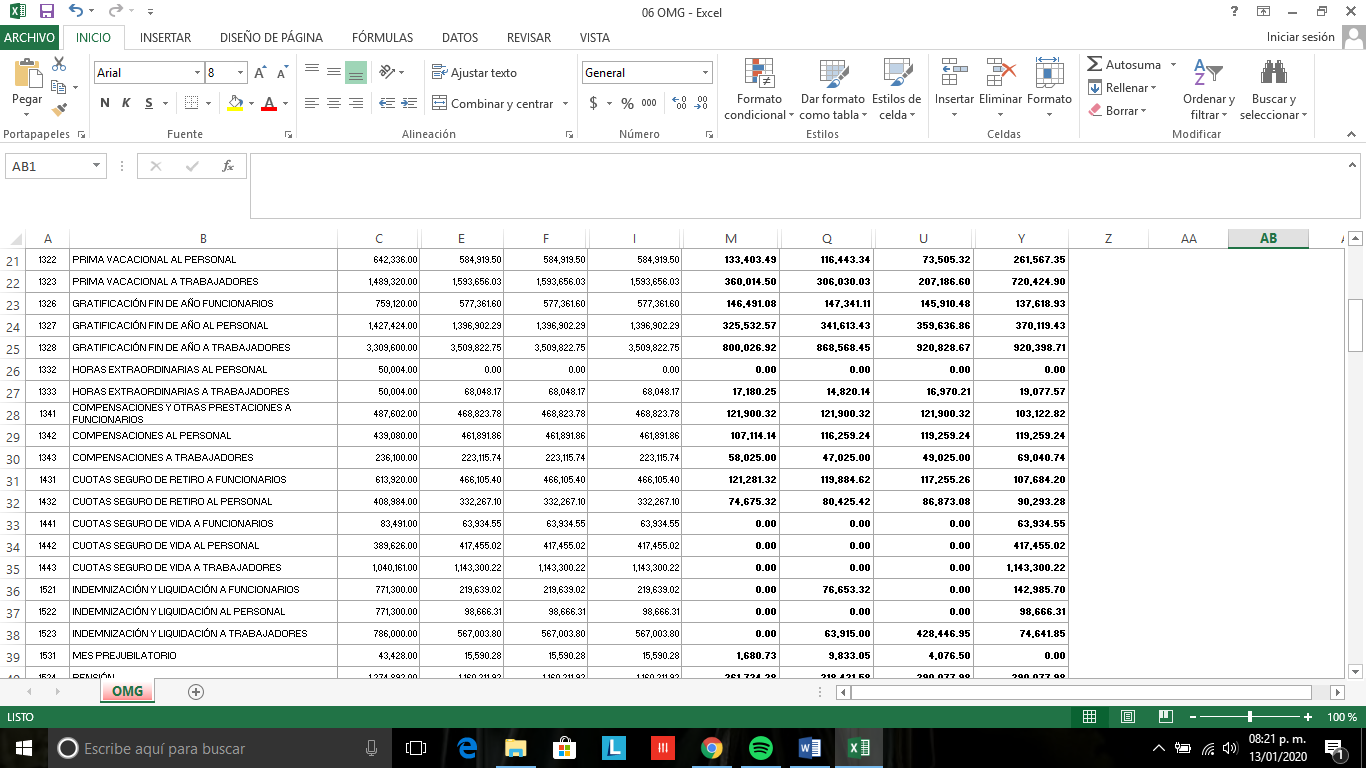 06 OMG - Excel
ARCHIVO INICIO INSERTAR DISEÑO DE PÁGINA FÓRMULAS DATOS REVISAR VISTA Iniciar sesión
Pegar
Portapapeles
Arial 8
N K S
Fuente
Ajustar texto
Combinar y centrar
Alineación
General
$ % 000
Número
Formato condicional
Dar formato como tabla
Estilos de celda
Estilos
Insertar Eliminar Formato
Celdas
Autosuma
Rellenar
Borrar
Ordenar y filtrar
Buscar y seleccionar
Modificar
AB1
fx
A B C E F I M Q U Y Z AA AB
21 1322 PRIMA VACACIONAL AL PERSONAL 642,336.00 584,919.50 584,919.50 584,919.50 133,403.49 116,443.34 73,505.32 261,567.35
22 1323 PRIMA VACACIONAL A TRABAJADORES 1,489,320.00 1,593,656.03 1,593,656.03 1,593,656.03 360,014.50 306,030.03 207,186.60 720,424.90
23 1326 GRATIFICACIÓN FIN DE AÑO FUNCIONARIOS 759,120.00 577,361.60 577,361.60 577,361.60 146,491.08 147,341.11 145,910.48 137,618.93
24 1327 GRATIFICACIÓN FIN DE AÑO AL PERSONAL 1,427,424.00 1,396,902.29 1,396,902.29 1,396,902.29 325,532.57 341,613.43 359,636.86 370,119.43
25 1328 GRATIFICACIÓN FIN DE AÑO A TRABAJADORES 3,309,600.00 3,509,822.75 3,509,822.75 3,509,822.75 800,026.92 868,568.45 920,828.67 920,398.71
26 1332 HORAS EXTRAORDINARIAS AL PERSONAL 50,004.00 0.00 0.00 0.00 0.00 0.00 0.00 0.00
27 1333 HORAS EXTRAORDINARIAS A TRABAJADORES 50,004.00 68,048.17 68,048.17 68,048.17 17,180.25 14,820.14 16,970.21 19,077.57
28 1341 COMPENSACIONES Y OTRAS PRESTACIONES A FUNCIONARIOS 487,602.00 468,823.78 468,823.78 468,823.78 121,900.32 121,900.32 121,900.32 103,122.82
29 1342 COMPENSACIONES AL PERSONAL 439,080.00 461,891.86 461,891.86 461,891.86 107,114.14 116,259.24 119,259.24 119,259.24
30 1343 COMPENSACIONES A TRABAJADORES 236,100.00 223,115.74 223,115.74 223,115.74 58,025.00 47,025.00 49,025.00 69,040.74
31 1431 CUOTAS SEGURO DE RETIRO A FUNCIONARIOS 613,920.00 466,105.40 466,105.40 466,105.40 121,281.32 119,884.62 117,255.26 107,684.20
32 1432 CUOTAS SEGURO DE RETIRO AL PERSONAL 408,984.00 332,267.10 332,267.10 332,267.10 74,675.32 80,425.42 86,873.08 90,293.28
33 1441 CUOTAS SEGURO DE VIDA A FUNCIONARIOS 83,491.00 63,934.55 63,934.55 63,934.55 0.00 0.00 0.00 63,934.55
34 1442 CUOTAS SEGURO DE VIDA AL PERSONAL 389,626.00 417,455.02 417,455.02 417,455.02 0.00 0.00 0.00 417,455.02
35 1443 CUOTAS SEGURO DE VIDA A TRABAJADORES 1,040,161.00 1,143,300.22 1,143,300.22 1,143,300.22 0.00 0.00 0.00 1,143,300.22
36 1521 INDEMNIZACIÓN Y LIQUIDACIÓN A FUNCIONARIOS 771,300.00 219,639.02 219,639.02 219,639.02 0.00 76,653.32 0.00 142,985.70
37 1522 INDEMNIZACIÓN Y LIQUIDACIÓN AL PERSONAL 771,300.00 98,666.31 98,666.31 98,666.31 0.00 0.00 0.00 98,666.31
38 1523 INDEMNIZACIÓN Y LIQUIDACIÓN A TRABAJADORES 786,000.00 567,003.80 567,003.80 567,003.80 0.00 63,915.00 428,446.95 74,641.85
39 1531 MES PREJUBILATORIO 43,428.00 15,590.28 15,590.28 15,590.28 1,680.73 9,833.05 4,076.50 0.00
PENSIÓN
OMG
LISTO 100 %
Escribe aquí para buscar
08:21 p. m.
13/01/2020
1